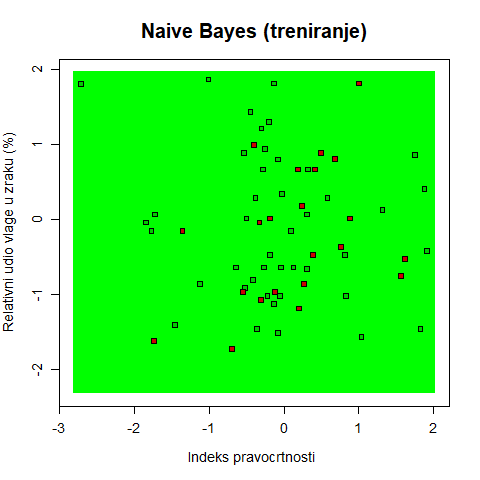 Naive Bayes (treniranje)
Relativni udio vlage u zraku (%)
2
1
0
-1
-2
-3 -2 -1 0 1 2
Indeks pravocrtnosti